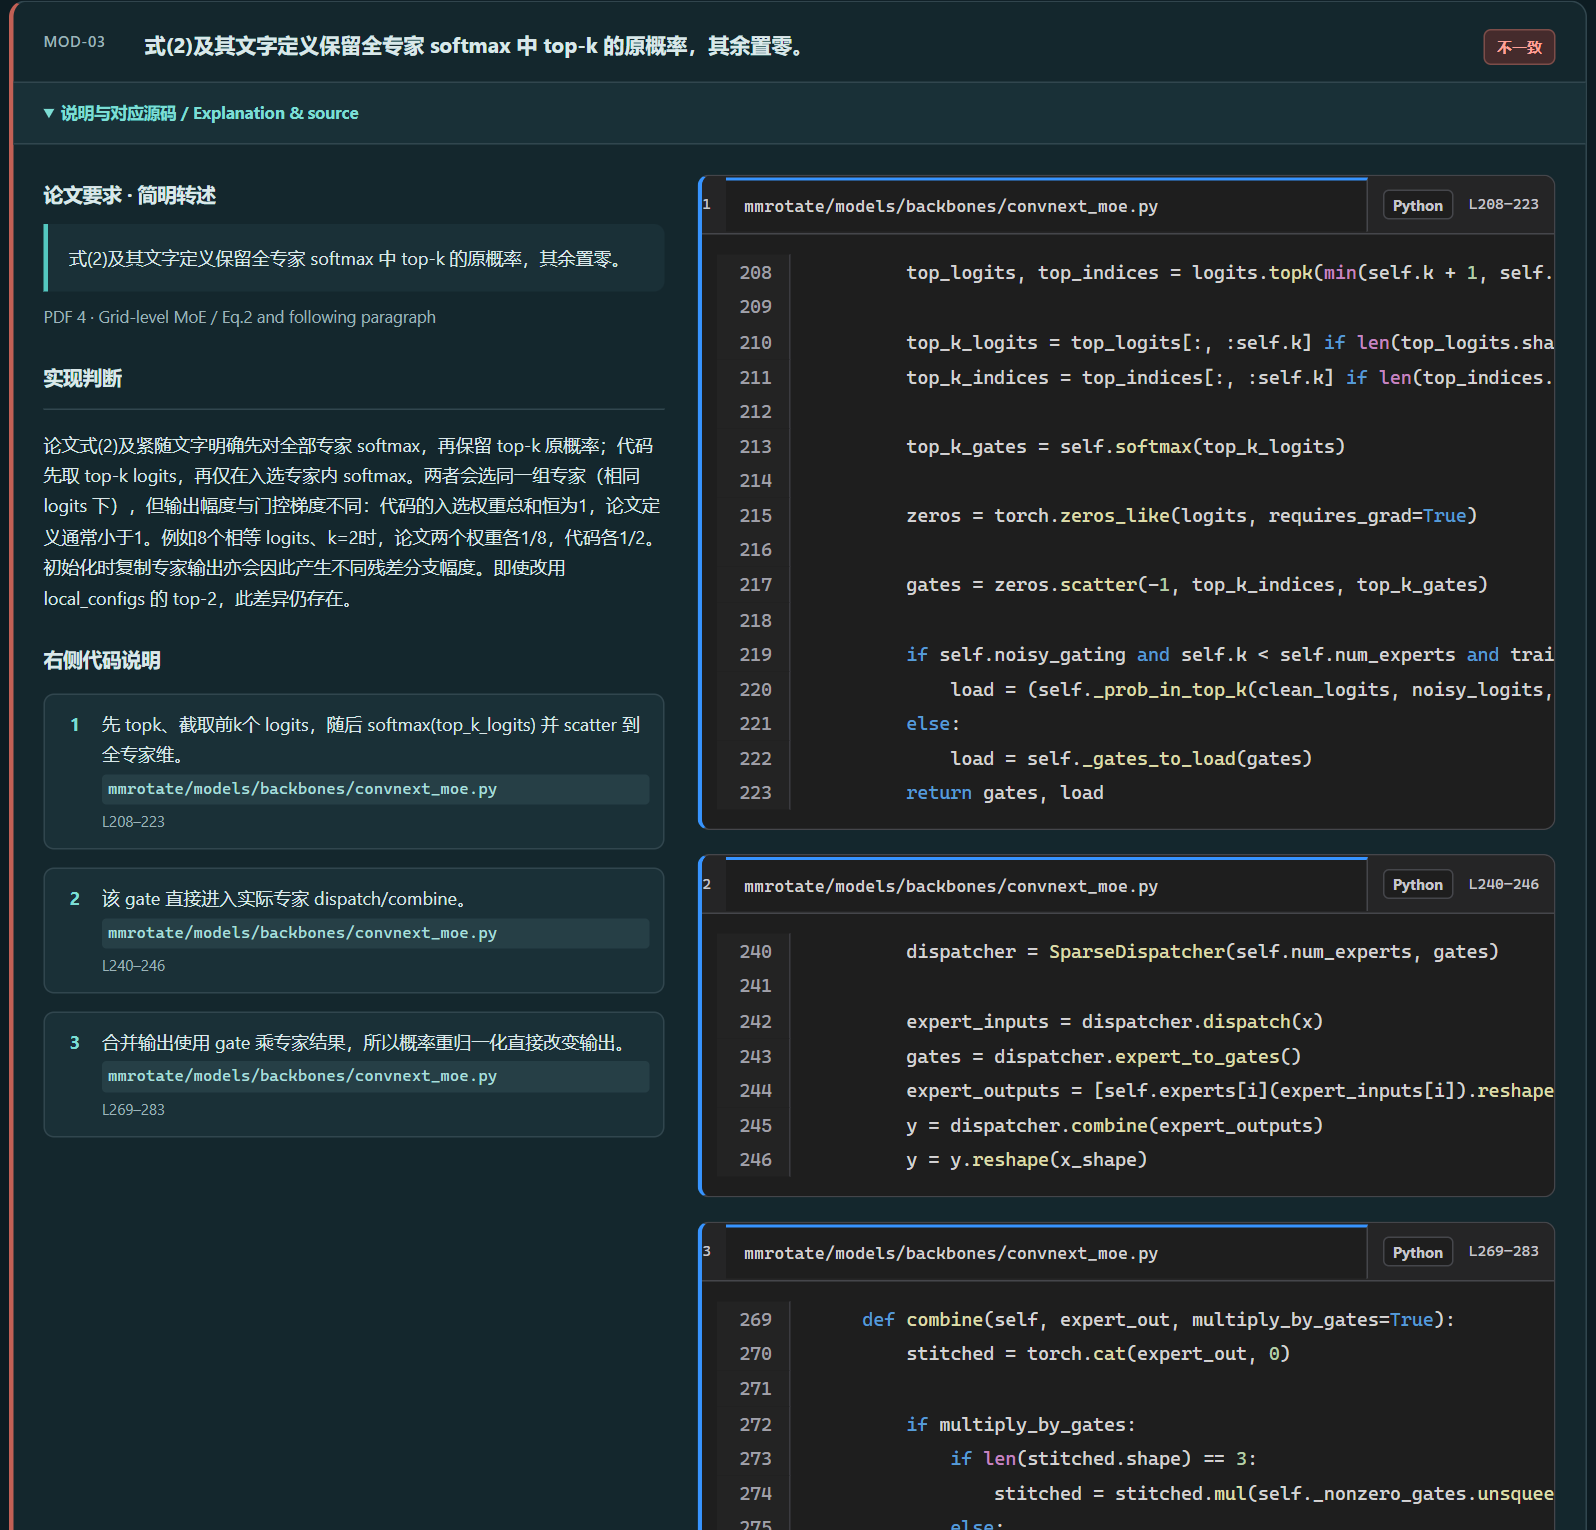 MOD-03
式(2)及其文字定义保留全专家 softmax 中 top-k 的原概率，其余置零。
不一致
▼ 说明与对应源码 / Explanation & source
论文要求 · 简明转述
式(2)及其文字定义保留全专家 softmax 中 top-k 的原概率，其余置零。
PDF 4 · Grid-level MoE / Eq.2 and following paragraph
实现判断
论文式(2)及紧随文字明确先对全部专家 softmax，再保留 top-k 原概率；代码
先取 top-k logits，再仅在入选专家内 softmax。两者会选同一组专家（相同
logits 下），但输出幅度与门控梯度不同：代码的入选权重总和恒为1，论文定
义通常小于1。例如8个相等 logits、k=2时，论文两个权重各1/8，代码各1/2。
初始化时复制专家输出亦会因此产生不同残差分支幅度。即使改用
local_configs 的 top-2，此差异仍存在。
右侧代码说明
1 先 topk、截取前k个 logits，随后 softmax(top_k_logits) 并 scatter 到
全专家维。
mmrotate/models/backbones/convnext_moe.py
L208–223
2 该 gate 直接进入实际专家 dispatch/combine。
mmrotate/models/backbones/convnext_moe.py
L240–246
3 合并输出使用 gate 乘专家结果，所以概率重归一化直接改变输出。
mmrotate/models/backbones/convnext_moe.py
L269–283
1 mmrotate/models/backbones/convnext_moe.py Python L208–223
208 top_logits, top_indices = logits.topk(min(self.k + 1, self.
209
210 top_k_logits = top_logits[:, :self.k] if len(top_logits.sha
211 top_k_indices = top_indices[:, :self.k] if len(top_indices.
212
213 top_k_gates = self.softmax(top_k_logits)
214
215 zeros = torch.zeros_like(logits, requires_grad=True)
216
217 gates = zeros.scatter(-1, top_k_indices, top_k_gates)
218
219 if self.noisy_gating and self.k < self.num_experts and trai
220 load = (self._prob_in_top_k(clean_logits, noisy_logits,
221 else:
222 load = self._gates_to_load(gates)
223 return gates, load
2 mmrotate/models/backbones/convnext_moe.py Python L240–246
240 dispatcher = SparseDispatcher(self.num_experts, gates)
241
242 expert_inputs = dispatcher.dispatch(x)
243 gates = dispatcher.expert_to_gates()
244 expert_outputs = [self.experts[i](expert_inputs[i]).reshape
245 y = dispatcher.combine(expert_outputs)
246 y = y.reshape(x_shape)
3 mmrotate/models/backbones/convnext_moe.py Python L269–283
269 def combine(self, expert_out, multiply_by_gates=True):
270 stitched = torch.cat(expert_out, 0)
271
272 if multiply_by_gates:
273 if len(stitched.shape) == 3:
274 stitched = stitched.mul(self._nonzero_gates.unsquee
275 else: